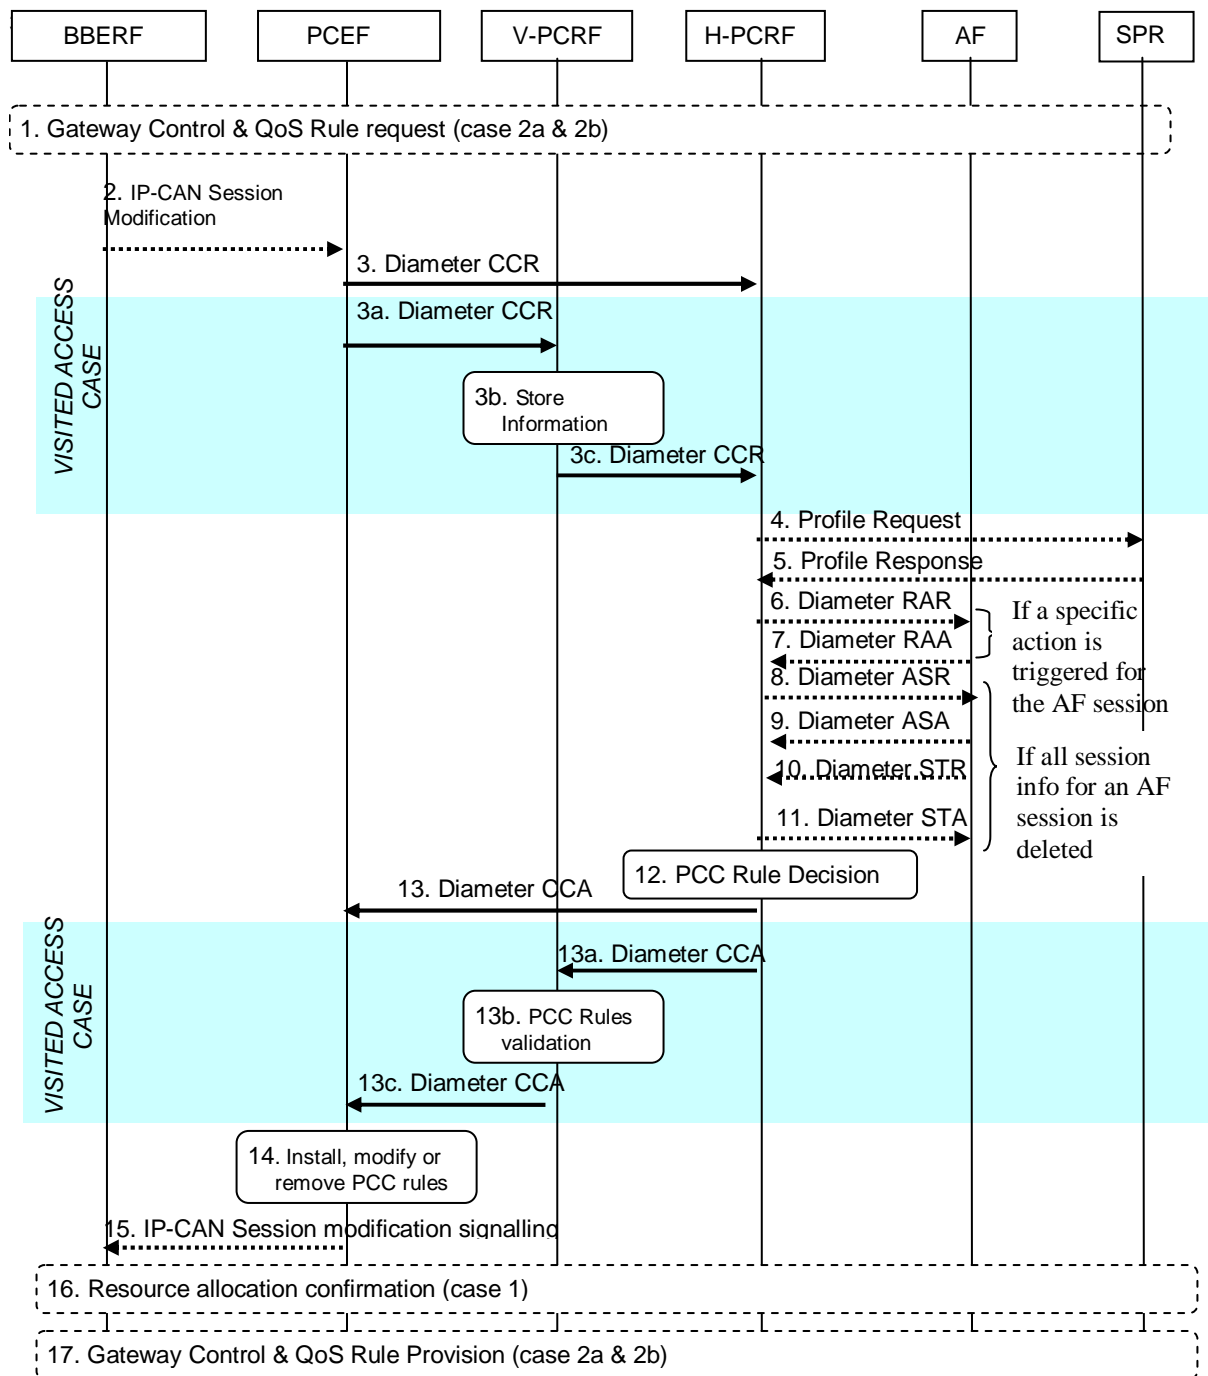 BBERF
PCEF
V-PCRF
H-PCRF
AF
SPR
1. Gateway Control & QoS Rule request (case 2a & 2b)
2. IP-CAN Session
Modification
3. Diameter CCR
VISITED ACCESS
CASE
3a. Diameter CCR
3b. Store
Information
3c. Diameter CCR
4. Profile Request
5. Profile Response
6. Diameter RAR
7. Diameter RAA
If a specific
action is
triggered for
the AF session
8. Diameter ASR
9. Diameter ASA
10. Diameter STR
11. Diameter STA
If all session
info for an AF
session is
deleted
12. PCC Rule Decision
13. Diameter CCA
VISITED ACCESS
CASE
13a. Diameter CCA
13b. PCC Rules
validation
13c. Diameter CCA
14. Install, modify or
remove PCC rules
15. IP-CAN Session modification signalling
16. Resource allocation confirmation (case 1)
17. Gateway Control & QoS Rule Provision (case 2a & 2b)